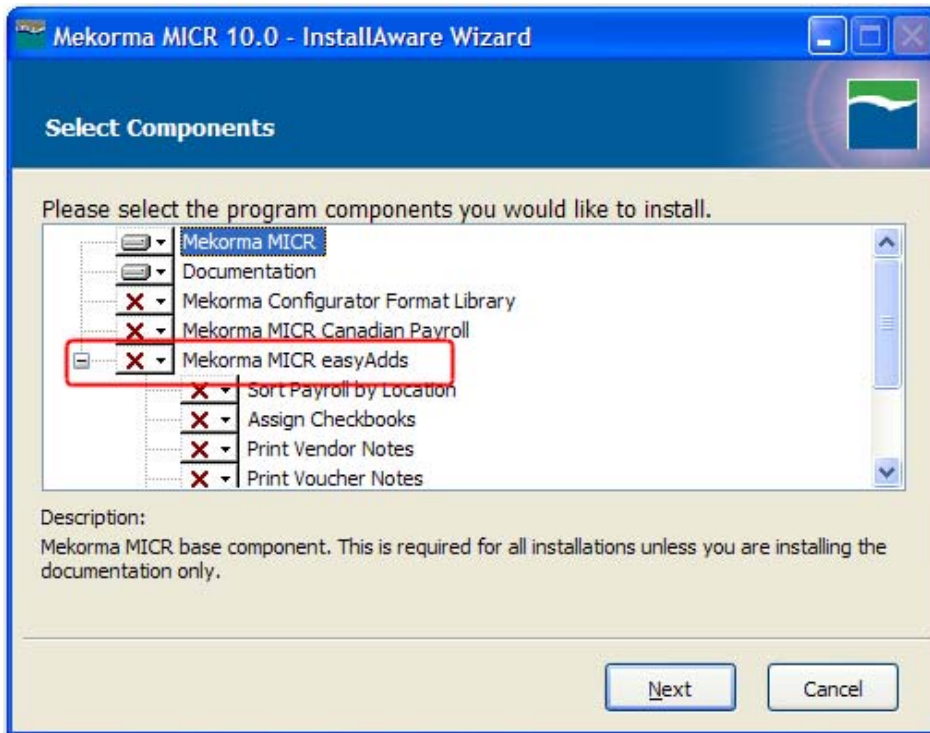 Mekorma MICR 10.0 - InstallAware Wizard
Select Components
Please select the program components you would like to install.
Mekorma MICR
Documentation
Mekorma Configurator Format Library
Mekorma MICR Canadian Payroll
Mekorma MICR easyAdds
Sort Payroll by Location
Assign Checkbooks
Print Vendor Notes
Print Voucher Notes
Description:
Mekorma MICR base component. This is required for all installations unless you are installing the
documentation only.
Next
Cancel